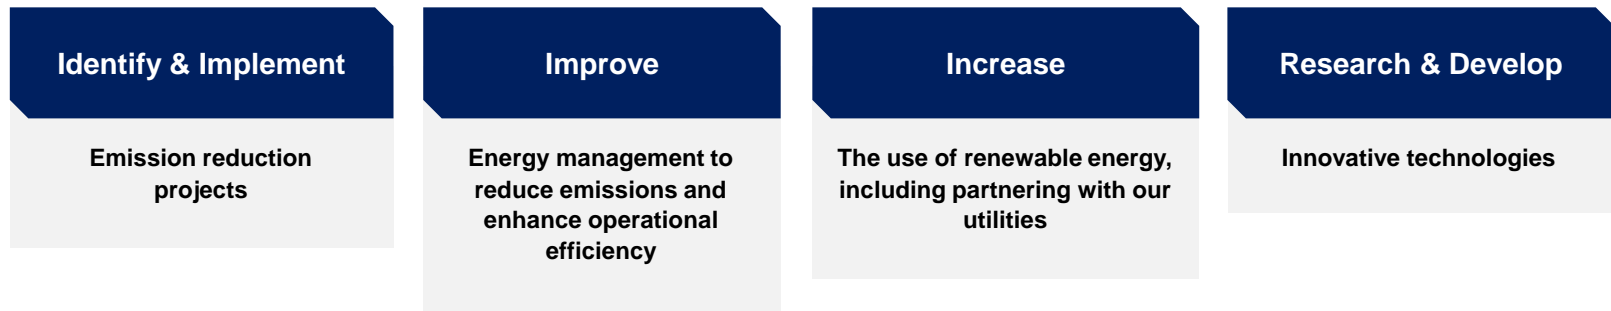 Identify & Implement
Emission reduction
projects
Improve
Energy management to
reduce emissions and
enhance operational
efficiency
Increase
The use of renewable energy,
including partnering with our
utilities
Research & Develop
Innovative technologies